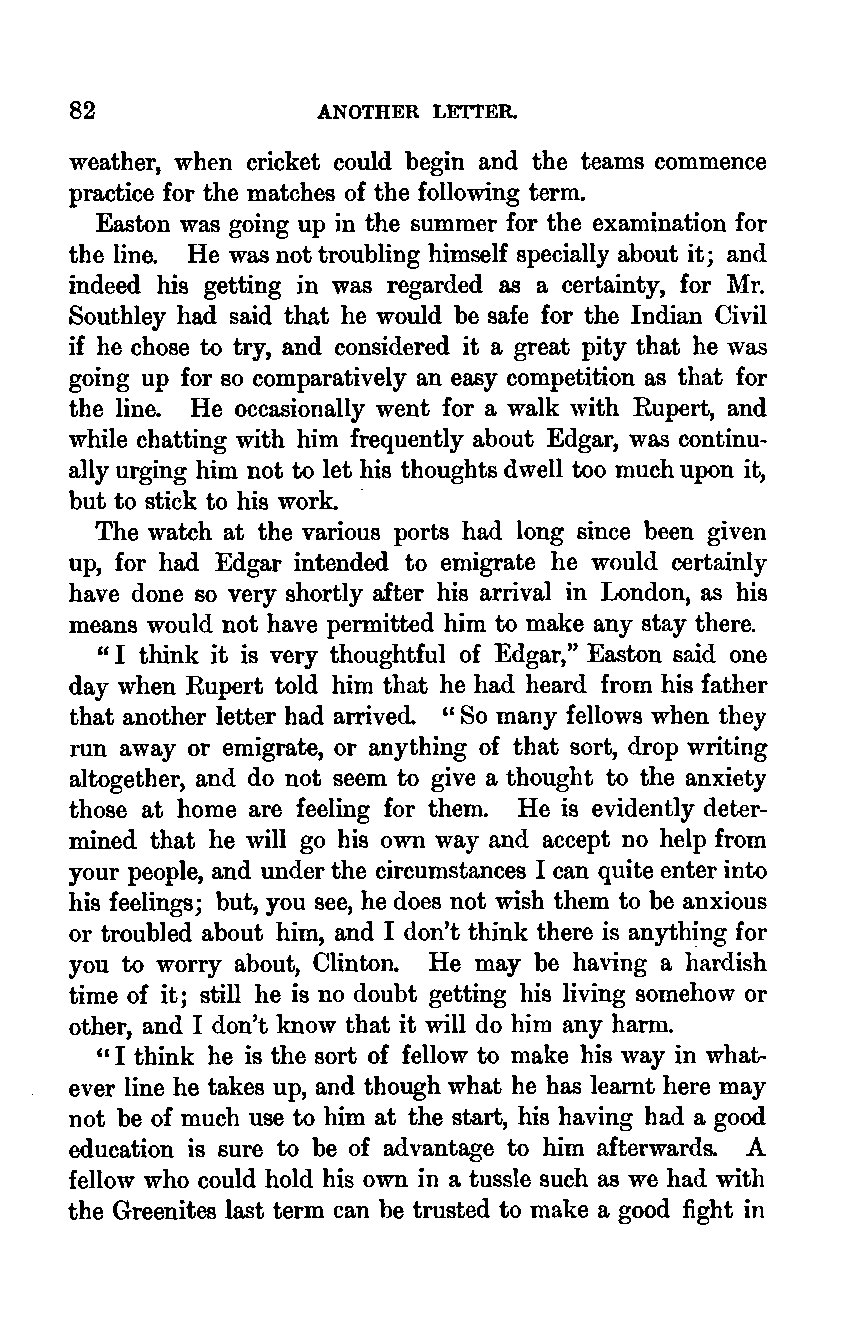 82 ANOTHER LETTER.
weather, when cricket could begin and the teams commence
practice for the matches of the following term.
Easton was going up in the summer for the examination for
the line. He was not troubling himself specially about it; and
indeed his getting in was regarded as a certainty, for Mr.
Southley had said that he would be safe for the Indian Civil
if he chose to try, and considered it a great pity that he was
going up for so comparatively an easy competition as that for
the line. He occasionally went for a walk with Rupert, and
while chatting with him frequently about Edgar, was continu-
ally urging him not to let his thoughts dwell too much upon it,
but to stick to his work.
The watch at the various ports had long since been given
up, for had Edgar intended to emigrate he would certainly
have done so very shortly after his arrival in London, as his
means would not have permitted him to make any stay there.
“I think it is very thoughtful of Edgar,” Easton said one
day when Rupert told him that he had heard from his father
that another letter had arrived. “So many fellows when they
run away or emigrate, or anything of that sort, drop writing
altogether, and do not seem to give a thought to the anxiety
those at home are feeling for them. He is evidently deter-
mined that he will go his own way and accept no help from
your people, and under the circumstances I can quite enter into
his feelings; but, you see, he does not wish them to be anxious
or troubled about him, and I don't think there is anything for
you to worry about, Clinton. He may be having a hardish
time of it; still he is no doubt getting his living somehow or
other, and I don't know that it will do him any harm.
“I think he is the sort of fellow to make his way in what-
ever line he takes up, and though what he has learnt here may
not be of much use to him at the start, his having had a good
education is sure to be of advantage to him afterwards. A
fellow who could hold his own in a tussle such as we had with
the Greenites last term can be trusted to make a good fight in